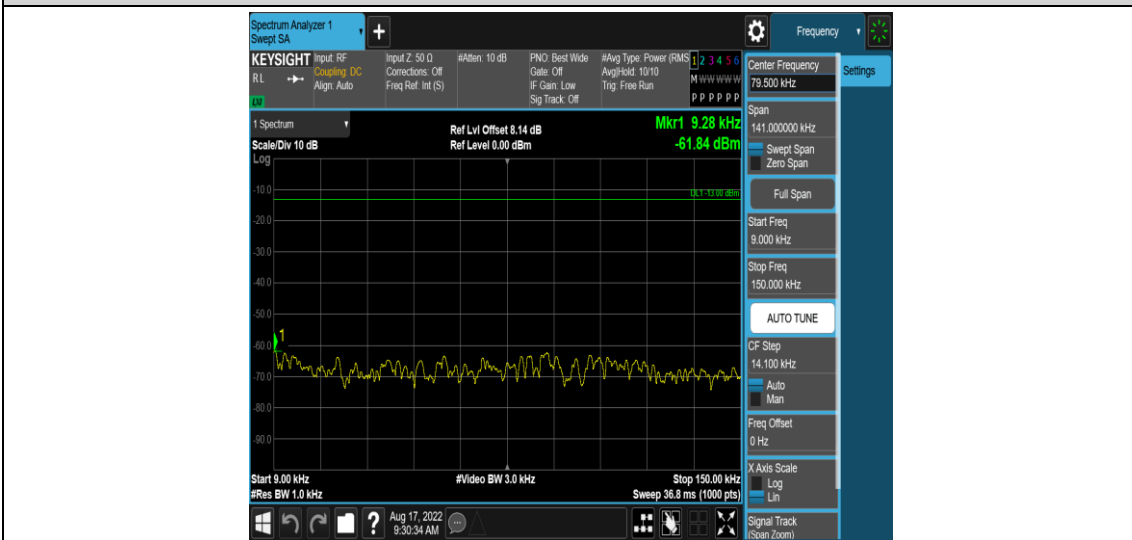 Spectrum Analyzer 1
Swept SA
+
Frequency
KEYSIGHT
RL
LXI
Input: RF
Coupling: DC
Align: Auto
Input Z: 50 Ω
Corrections: Off
Freq Ref: Int (S)
#Atten: 10 dB
PNO: Best Wide
Gate: Off
IF Gain: Low
Sig Track: Off
#Avg Type: Power (RMS
Avg|Hold: 10/10
Trig: Free Run
1 2 3 4 5 6
M W W W W W
P P P P P P
Center Frequency
79.500 kHz
Settings
1 Spectrum
Scale/Div 10 dB
Log
Ref Lvl Offset 8.14 dB
Ref Level 0.00 dBm
Mkr1 9.28 kHz
-61.84 dBm
DL1 -13.00 dBm
-10.0
-20.0
-30.0
-40.0
-50.0
-60.0
-70.0
-80.0
-90.0
1
Start 9.00 kHz
#Res BW 1.0 kHz
#Video BW 3.0 kHz
Stop 150.00 kHz
Sweep 36.8 ms (1000 pts)
Span
141.000000 kHz
Swept Span
Zero Span
Full Span
Start Freq
9.000 kHz
Stop Freq
150.000 kHz
AUTO TUNE
CF Step
14.100 kHz
Auto
Man
Freq Offset
0 Hz
X Axis Scale
Log
Lin
Signal Track
(Span Zoom)
?
Aug 17, 2022
9:30:34 AM